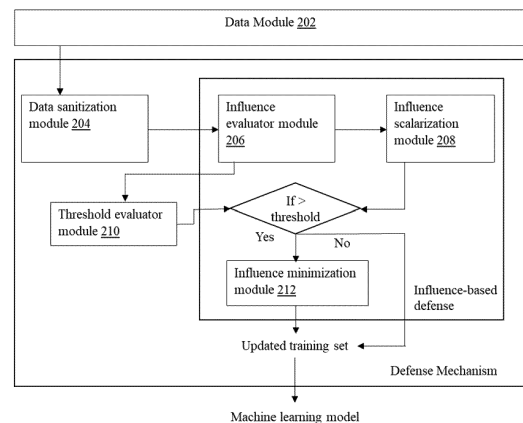 Data Module 202
Data sanitization
module 204
Influence
evaluator module
206
Influence
scalarization
module 208
Threshold evaluator
module 210
If >
threshold
Yes
No
Influence minimization
module 212
Influence-based
defense
Updated training set
Defense Mechanism
Machine learning model